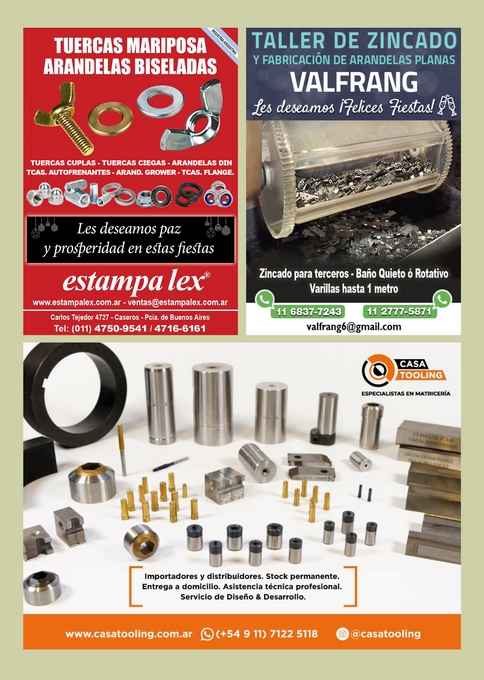 INDUSTRIA ARGENTINA
TUERCAS MARIPOSA
ARANDELAS BISELADAS
TUERCAS CUPLAS - TUERCAS CIEGAS - ARANDELAS DIN
TCAS. AUTOFRENANTES - ARAND. GROWER - TCAS. FLANGE.
Les deseamos paz
y prosperidad en estas fiestas
estampa lex®
www.estampalex.com.ar - ventas@estampalex.com.ar
Carlos Tejedor 4727 - Caseros - Pcia. de Buenos Aires
Tel: (011) 4750-9541 / 4716-6161
TALLER DE ZINCADO
Y FABRICACIÓN DE ARANDELAS PLANAS
VALFRANG
Les deseamos ¡Felices Fiestas!
Zincado para terceros - Baño Quieto ó Rotativo
Varillas hasta 1 metro
11 6837-7243
11 2777-5871
valfrang6@gmail.com
CASA
TOOLING
ESPECIALISTAS EN MATRICERÍA
Importadores y distribuidores. Stock permanente.
Entrega a domicilio. Asistencia técnica profesional.
Servicio de Diseño & Desarrollo.
www.casatooling.com.ar
(+54 9 11) 7122 5118
@casatooling